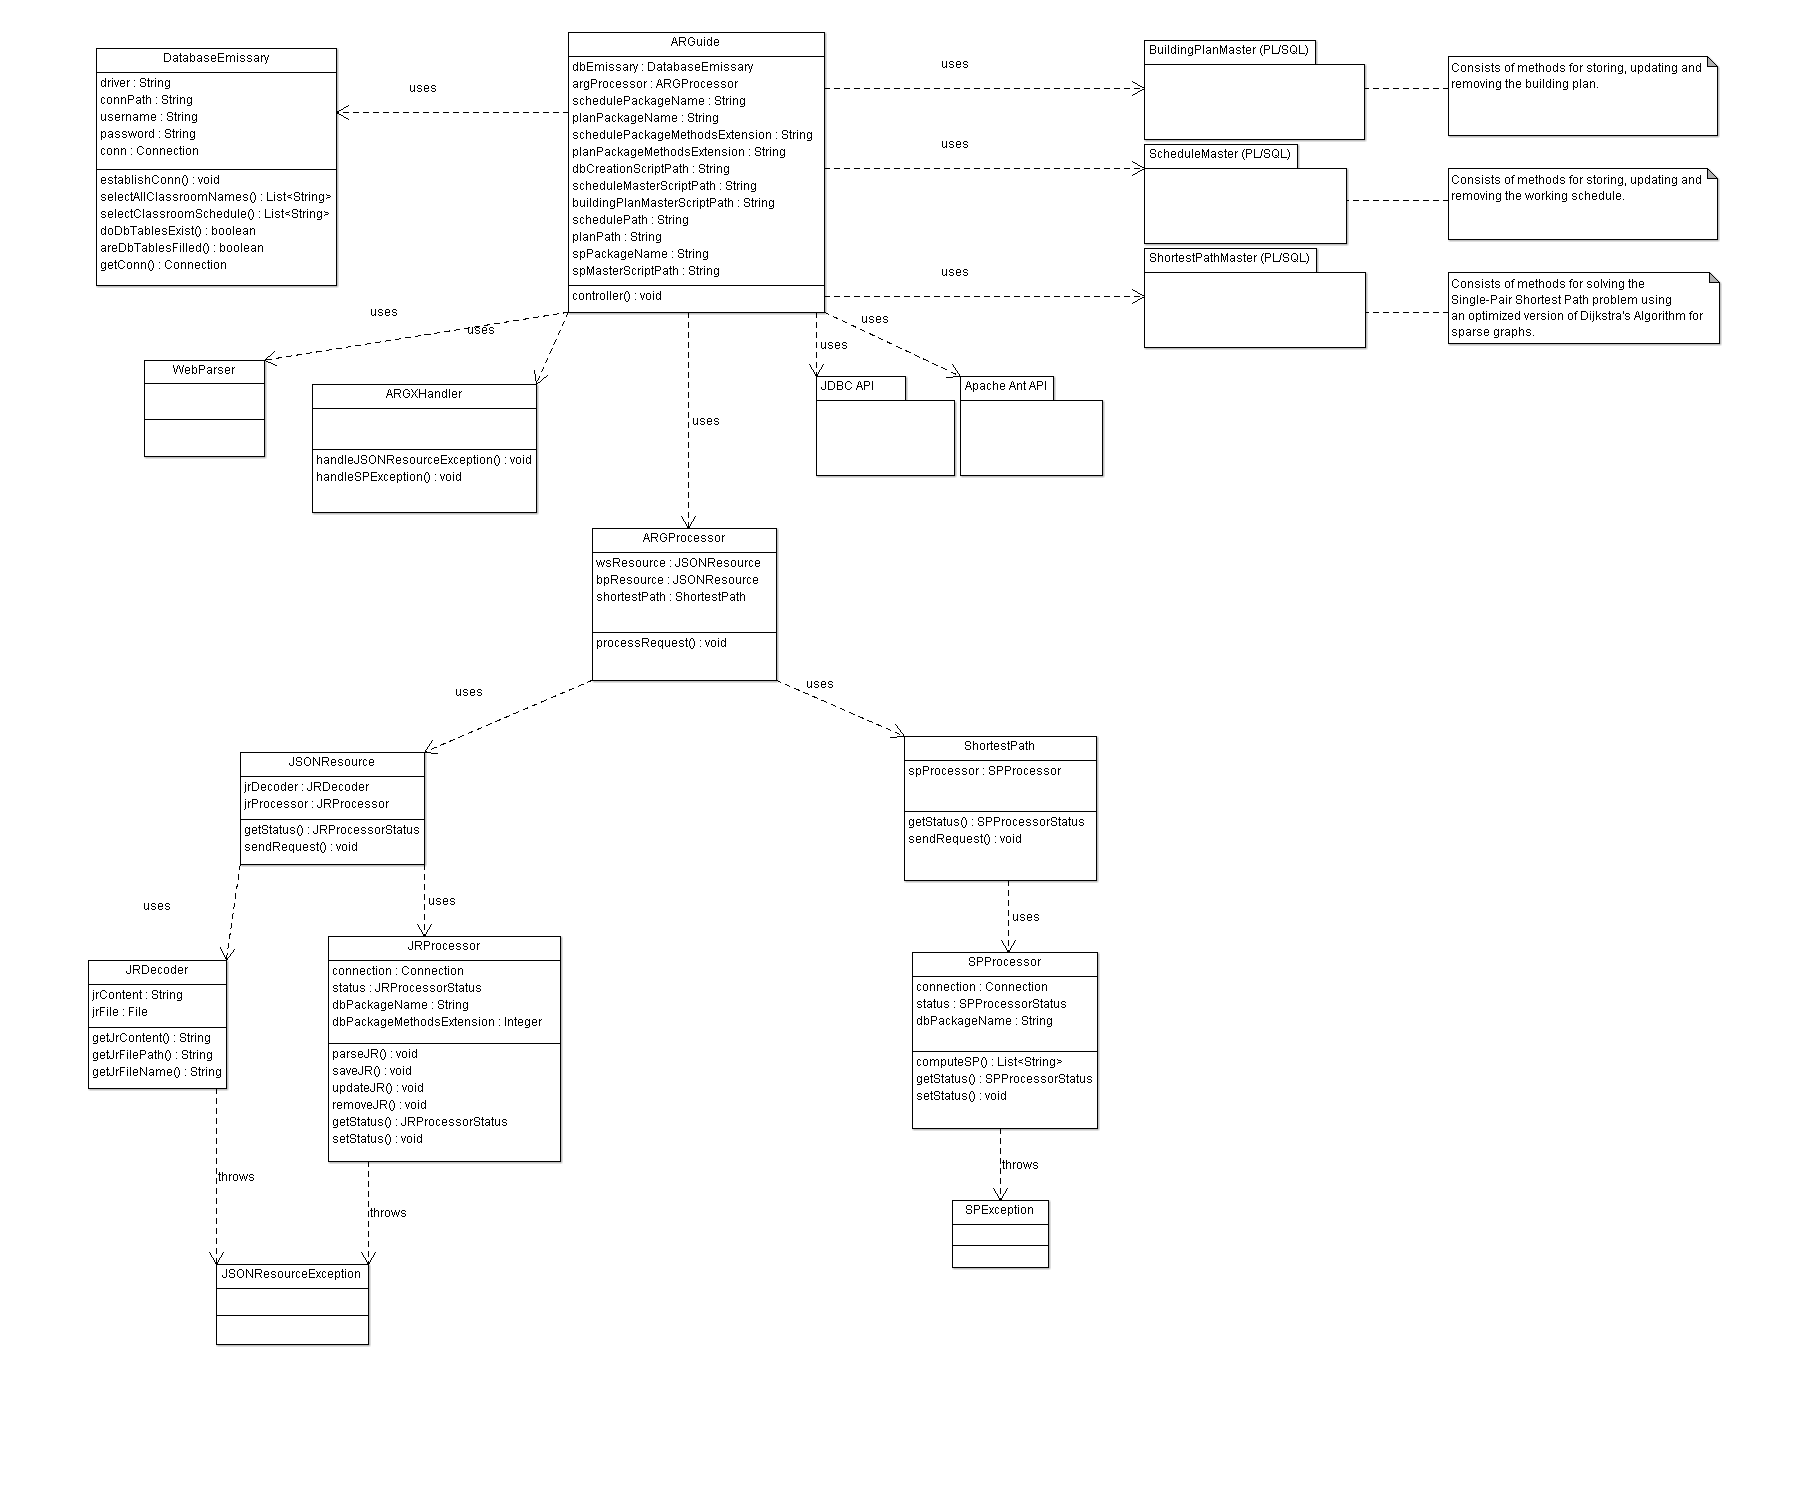 DatabaseEmissary
driver : String
connPath : String
username : String
password : String
conn : Connection
establishConn() : void
selectAllClassroomNames() : List<String>
selectClassroomSchedule() : List<String>
doDbTablesExist() : boolean
areDbTablesFilled() : boolean
getConn() : Connection
uses
ARGuide
dbEmissary : DatabaseEmissary
argProcessor : ARGProcessor
schedulePackageName : String
planPackageName : String
schedulePackageMethodsExtension : String
planPackageMethodsExtension : String
dbCreationScriptPath : String
scheduleMasterScriptPath : String
buildingPlanMasterScriptPath : String
schedulePath : String
planPath : String
spPackageName : String
spMasterScriptPath : String
controller() : void
uses
BuildingPlanMaster (PL/SQL)
Consists of methods for storing, updating and
removing the building plan.
uses
ScheduleMaster (PL/SQL)
Consists of methods for storing, updating and
removing the working schedule.
uses
ShortestPathMaster (PL/SQL)
Consists of methods for solving the
Single-Pair Shortest Path problem using
an optimized version of Dijkstra's Algorithm for
sparse graphs.
uses
uses
uses
uses
uses
WebParser
ARGXHandler
handleJSONResourceException() : void
handleSPException() : void
JDBC API
Apache Ant API
ARGProcessor
wsResource : JSONResource
bpResource : JSONResource
shortestPath : ShortestPath
processRequest() : void
uses
uses
JSONResource
jrDecoder : JRDecoder
jrProcessor : JRProcessor
getStatus() : JRProcessorStatus
sendRequest() : void
ShortestPath
spProcessor : SPProcessor
getStatus() : SPProcessorStatus
sendRequest() : void
uses
uses
uses
JRDecoder
jrContent : String
jrFile : File
getJrContent() : String
getJrFilePath() : String
getJrFileName() : String
JRProcessor
connection : Connection
status : JRProcessorStatus
dbPackageName : String
dbPackageMethodsExtension : Integer
parseJR() : void
saveJR() : void
updateJR() : void
removeJR() : void
getStatus() : JRProcessorStatus
setStatus() : void
SPProcessor
connection : Connection
status : SPProcessorStatus
dbPackageName : String
computeSP() : List<String>
getStatus() : SPProcessorStatus
setStatus() : void
throws
throws
throws
JSONResourceException
SPException